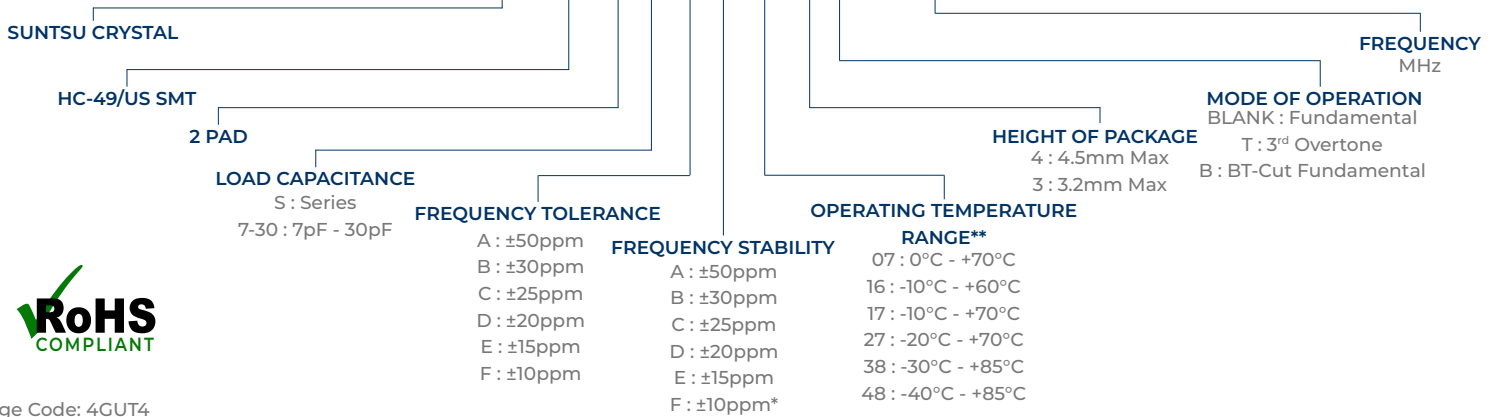 SUNTSU CRYSTAL
HC-49/US SMT
2 PAD
LOAD CAPACITANCE
S : Series
7-30 : 7pF - 30pF
FREQUENCY TOLERANCE
A : ±50ppm
B : ±30ppm
C : ±25ppm
D : ±20ppm
E : ±15ppm
F : ±10ppm
FREQUENCY STABILITY
A : ±50ppm
B : ±30ppm
C : ±25ppm
D : ±20ppm
E : ±15ppm
F : ±10ppm*
OPERATING TEMPERATURE
RANGE**
07 : 0°C - +70°C
16 : -10°C - +60°C
17 : -10°C - +70°C
27 : -20°C - +70°C
38 : -30°C - +85°C
48 : -40°C - +85°C
HEIGHT OF PACKAGE
4 : 4.5mm Max
3 : 3.2mm Max
MODE OF OPERATION
BLANK : Fundamental
T : 3rd Overtone
B : BT-Cut Fundamental
FREQUENCY
MHz
RoHS
COMPLIANT
Code: 4GUT4